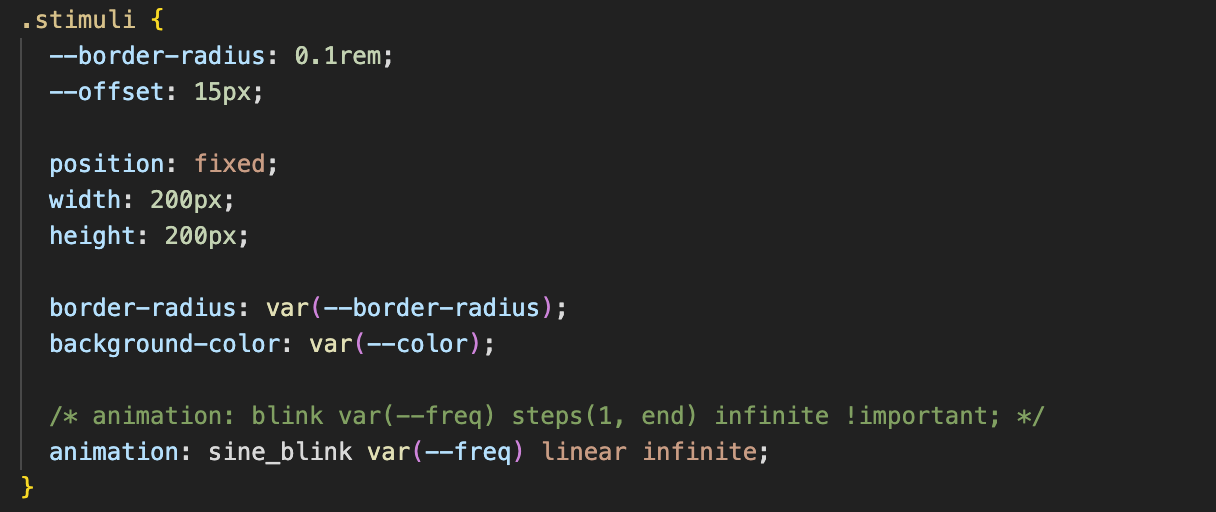 .stimuli {
--border-radius: 0.1rem;
--offset: 15px;
position: fixed;
width: 200px;
height: 200px;
border-radius: var(--border-radius);
background-color: var(--color);
/* animation: blink var(--freq) steps(1, end) infinite !important; */
animation: sine_blink var(--freq) linear infinite;
}